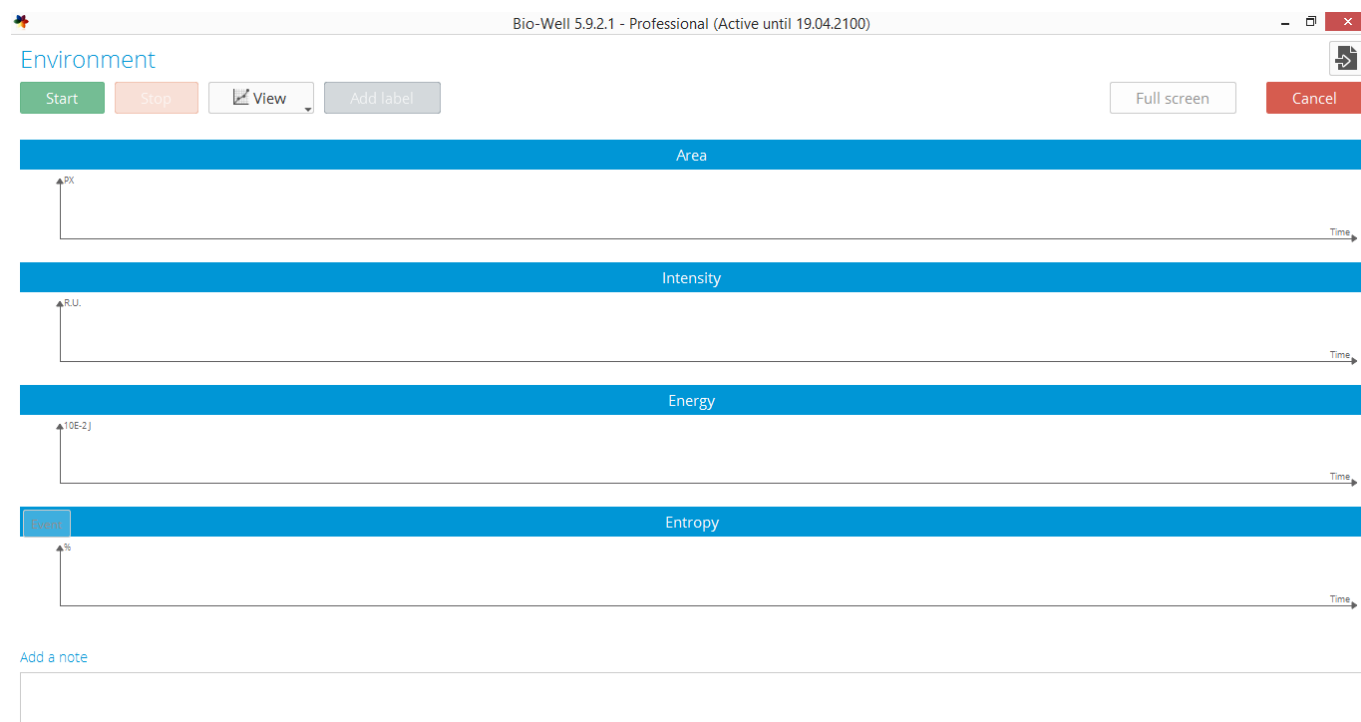 Bio-Well 5.9.2.1 - Professional (Active until 19.04.2100)
Environment
Start Stop View Add label Full screen Cancel
Area
PX
Time
Intensity
R.U.
Time
Energy
10E-2 J
Time
Entropy
%
Time
Add a note